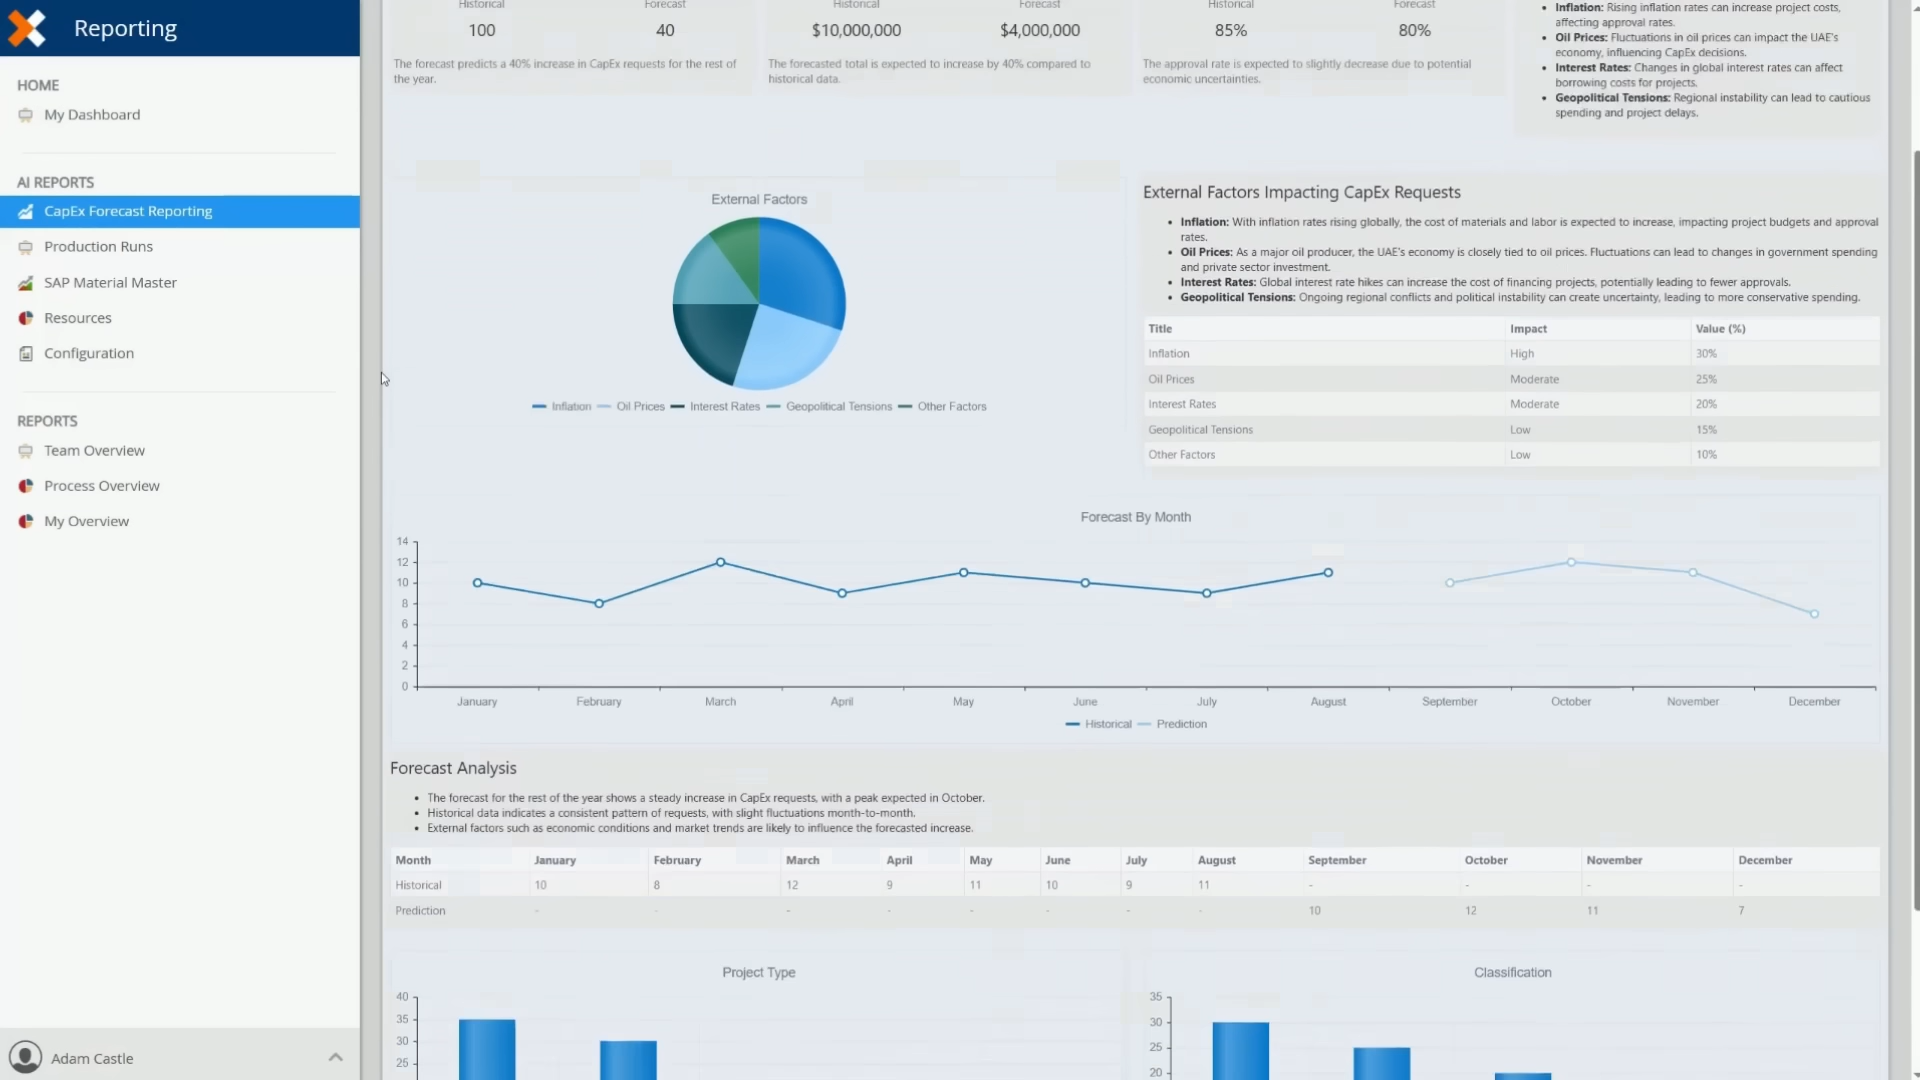 Reporting
HOME
My Dashboard
AI REPORTS
CapEx Forecast Reporting
Production Runs
SAP Material Master
Resources
Configuration
REPORTS
Team Overview
Process Overview
My Overview
Adam Castle
Historical Forecast
100 40
The forecast predicts a 40% increase in CapEx requests for the rest of
the year.
Historical Forecast
$10,000,000 $4,000,000
The forecasted total is expected to increase by 40% compared to
historical data.
Historical Forecast
85% 80%
The approval rate is expected to slightly decrease due to potential
economic uncertainties.
• Inflation: Rising inflation rates can increase project costs,
affecting approval rates.
• Oil Prices: Fluctuations in oil prices can impact the UAE's
economy, influencing CapEx decisions.
• Interest Rates: Changes in global interest rates can affect
borrowing costs for projects.
• Geopolitical Tensions: Regional instability can lead to cautious
spending and project delays.
External Factors
Inflation Oil Prices Interest Rates Geopolitical Tensions Other Factors
External Factors Impacting CapEx Requests
• Inflation: With inflation rates rising globally, the cost of materials and labor is expected to increase, impacting project budgets and approval
rates.
• Oil Prices: As a major oil producer, the UAE's economy is closely tied to oil prices. Fluctuations can lead to changes in government spending
and private sector investment.
• Interest Rates: Global interest rate hikes can increase the cost of financing projects, potentially leading to fewer approvals.
• Geopolitical Tensions: Ongoing regional conflicts and political instability can create uncertainty, leading to more conservative spending.
Title Impact Value (%)
Inflation High 30%
Oil Prices Moderate 25%
Interest Rates Moderate 20%
Geopolitical Tensions Low 15%
Other Factors Low 10%
Forecast By Month
14
12
10
8
6
4
2
0
January February March April May June July August September October November December
Historical Prediction
Forecast Analysis
• The forecast for the rest of the year shows a steady increase in CapEx requests, with a peak expected in October.
• Historical data indicates a consistent pattern of requests, with slight fluctuations month-to-month.
• External factors such as economic conditions and market trends are likely to influence the forecasted increase.
Month January February March April May June July August September October November December
Historical 10 8 12 9 11 10 9 11 - - - -
Prediction - - - - - - - - 10 12 11 7
Project Type
40
35
30
25
Classification
35
30
25
20